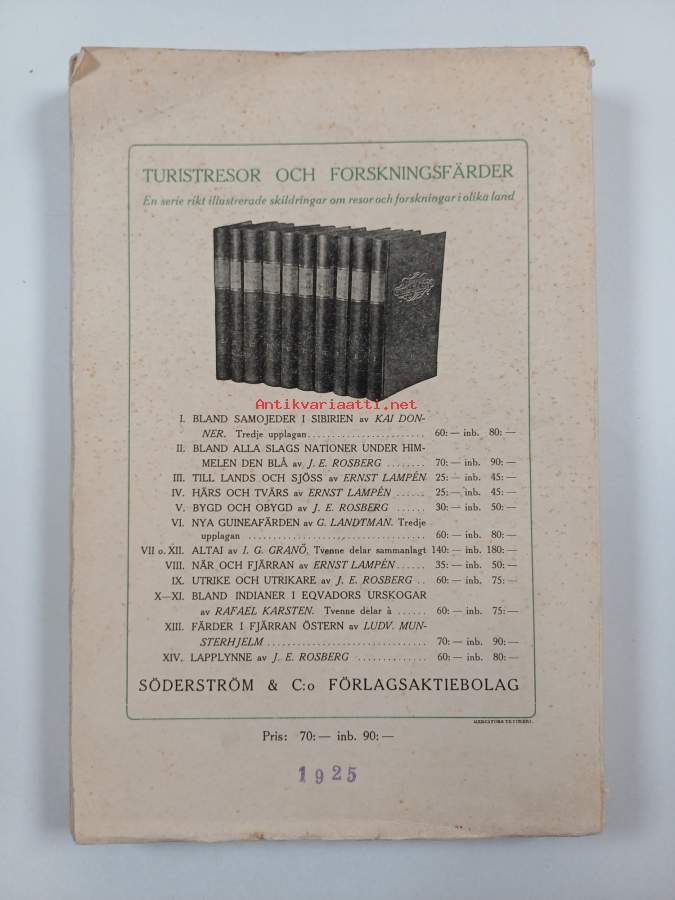 TURISTRESOR OCH FORSKNINGSFÄRDER
En serie rikt illustrerade skildringar om resor och forskningar i olika land
Antikvariaatti.net
I. BLAND SAMOJEDER I SIBIRIEN av KAI DON-
NER. Tredje upplagan........................ 60: — inb. 80: —
II. BLAND ALLA SLAGS NATIONER UNDER HIM-
MELEN DEN BLÅ av J. E. ROSBERG ........ 70: — inb. 90: —
III. TILL LANDS OCH SJÖSS av ERNST LAMPÉN 25: — inb. 45: —
IV. HÄRS OCH TVÄRS av ERNST LAMPÉN ...... 25: — inb. 45: —
V. BYGD OCH OBYGD av J. E. ROSBERG ...... 30: — inb. 50: —
VI. NYA GUINEAFÄRDEN av G. LANDTMAN. Tredje
upplagan .................................... 60: — inb. 80: —
VII o. XII. ALTAI av I. G. GRANÖ, Tvenne delar sammanlagt 140: — inb. 180: —
VIII. NÄR OCH FJÄRRAN av ERNST LAMPÉN...... 35: — inb. 50: —
IX. UTRIKE OCH UTRIKARE av J. E. ROSBERG .. 60: — inb. 75: —
X—XI. BLAND INDIANER I EQVADORS URSKOGAR
av RAFAEL KARSTEN. Tvenne delar à ...... 60: — inb. 75: —
XIII. FÄRDER I FJÄRRAN ÖSTERN av LUDV. MUN-
STERHJELM ................................ 70: — inb. 90: —
XIV. LAPPLYNNE av J. E. ROSBERG .............. 60: — inb. 80: —
SÖDERSTRÖM & C:o FÖRLAGSAKTIEBOLAG
MERCATORS TRYCKERI.
Pris: 70: — inb. 90: —
1925